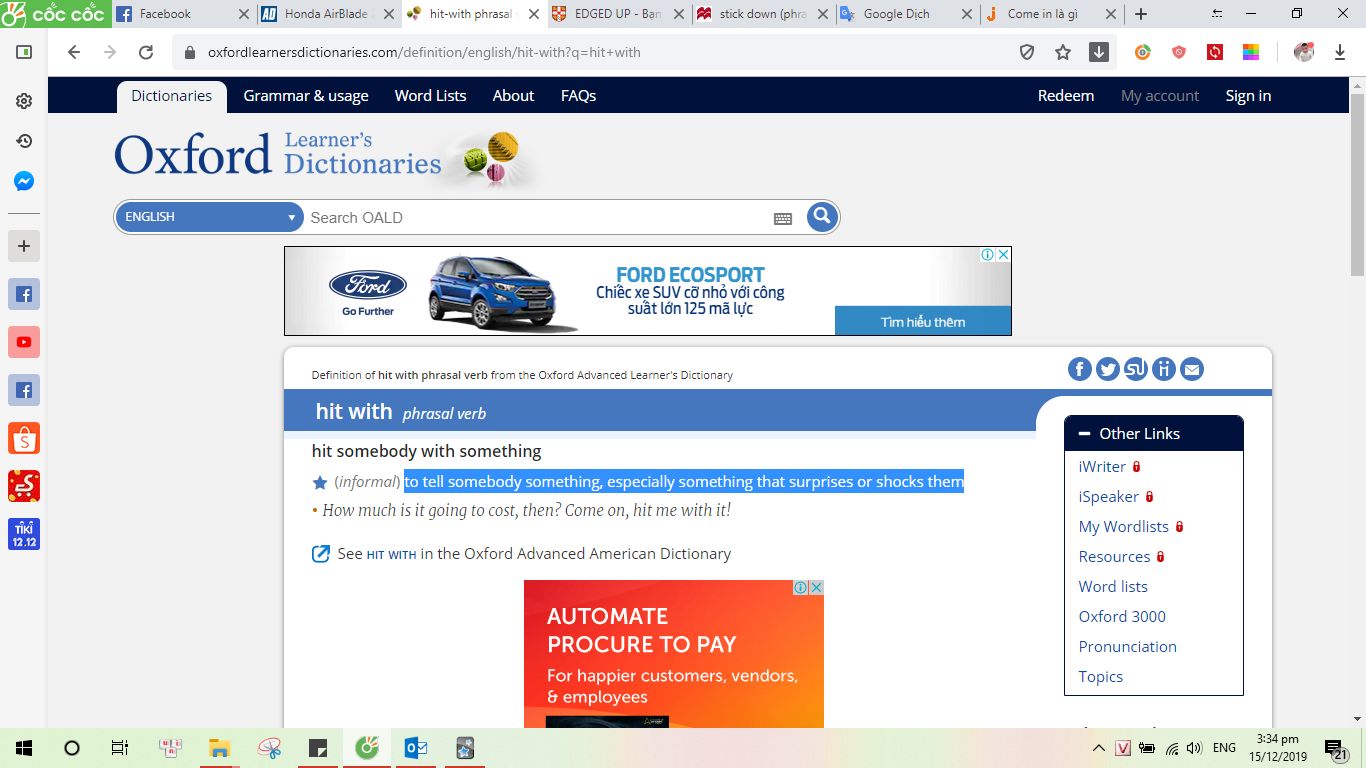 cốc cốc
Facebook
Honda AirBlade
hit-with phrasal
EDGED UP - Bạn
stick down (phra
Google Dịch
Come in là gì
oxfordlearnersdictionaries.com/definition/english/hit-with?q=hit+with
Dictionaries
Grammar & usage
Word Lists
About
FAQs
Redeem
My account
Sign in
Oxford Learner's Dictionaries
ENGLISH
Search OALD
Ford
Go Further
FORD ECOSPORT
Chiếc xe SUV cỡ nhỏ với công
suất lớn 125 mã lực
Tìm hiểu thêm
Definition of hit with phrasal verb from the Oxford Advanced Learner's Dictionary
hit with phrasal verb
hit somebody with something
(informal) to tell somebody something, especially something that surprises or shocks them
• How much is it going to cost, then? Come on, hit me with it!
See HIT WITH in the Oxford Advanced American Dictionary
Other Links
iWriter
iSpeaker
My Wordlists
Resources
Word lists
Oxford 3000
Pronunciation
Topics
AUTOMATE
PROCURE TO PAY
For happier customers, vendors,
& employees
TIKI
12.12
ENG
3:34 pm
15/12/2019
21